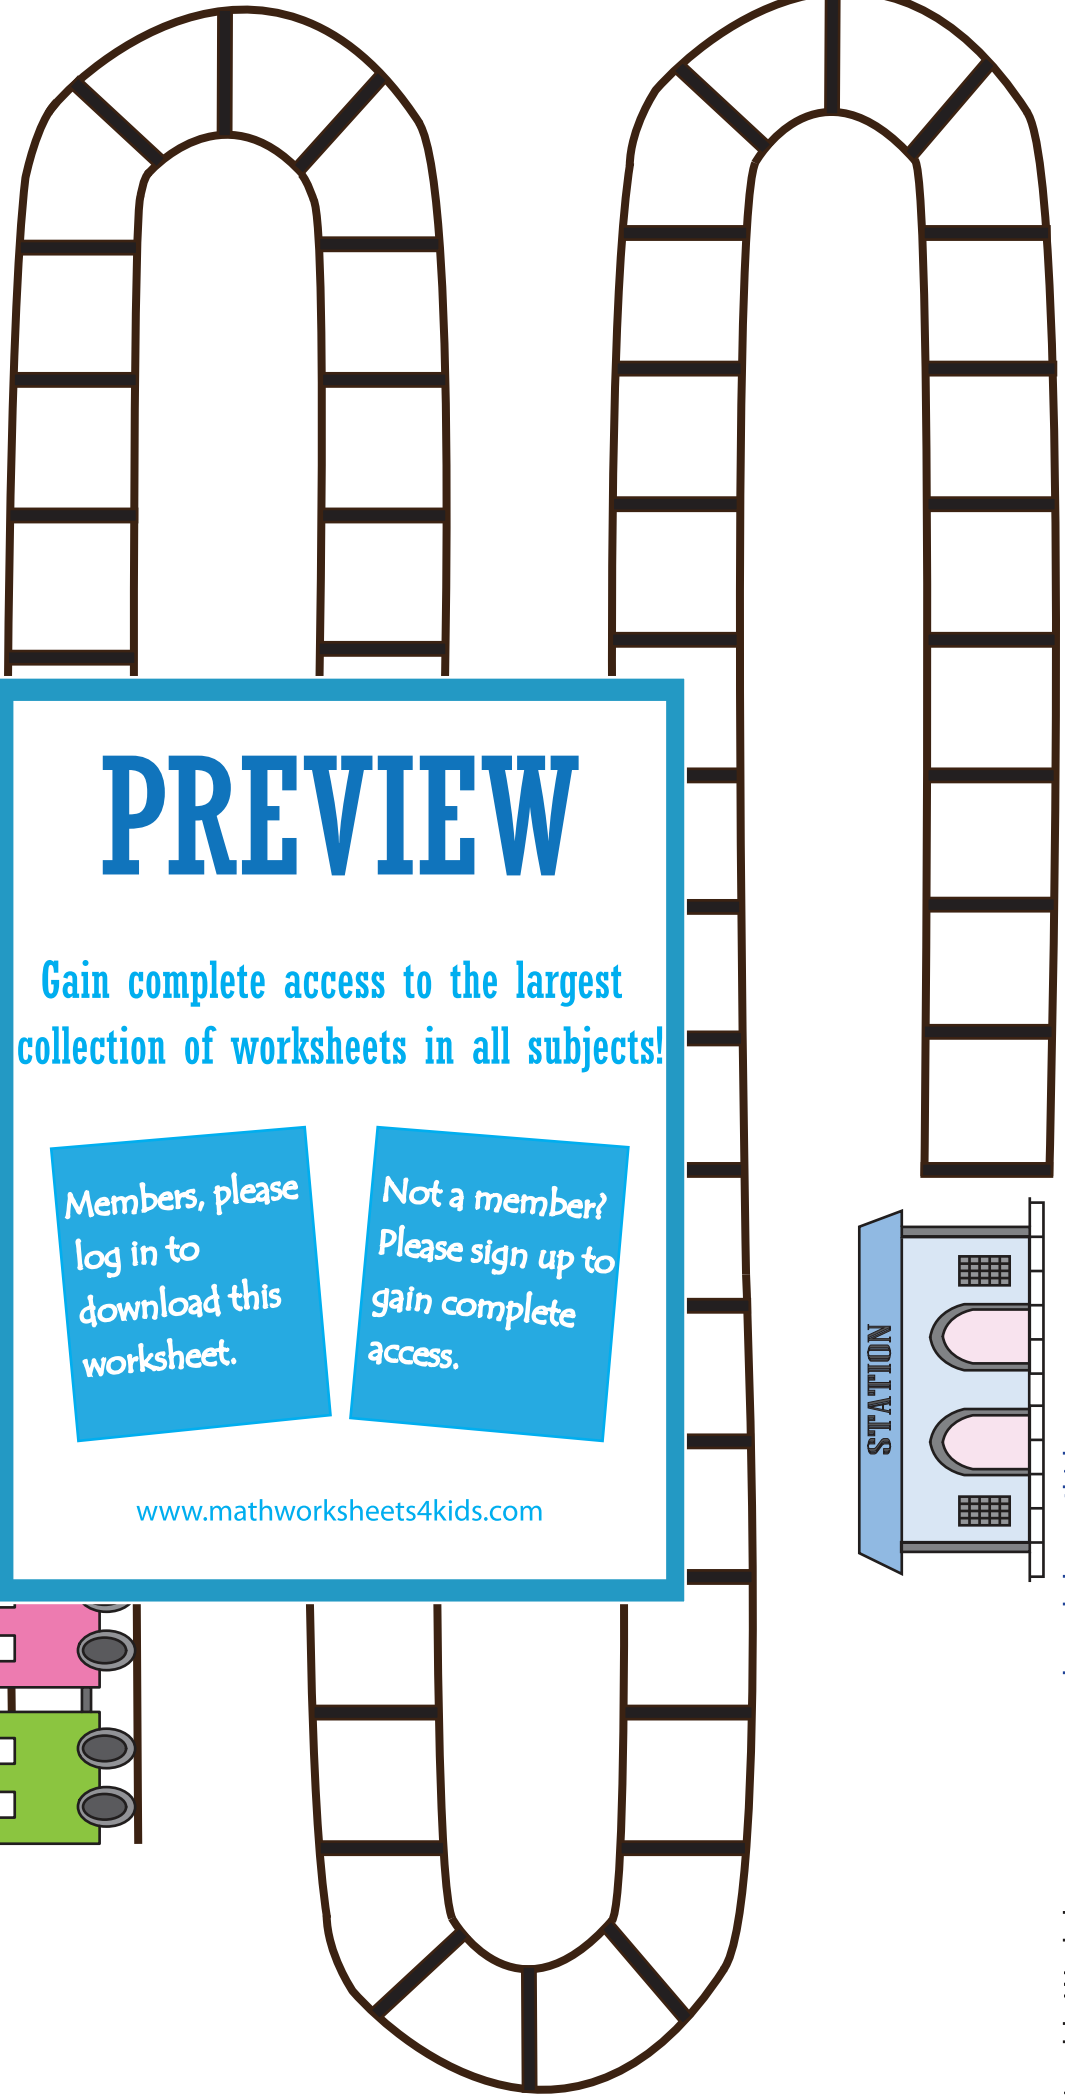 PREVIEW
Gain complete access to the largest
collection of worksheets in all subjects!
Members, please
log in to
download this
worksheet.
Not a member?
Please sign up to
gain complete
access.
www.mathworksheets4kids.com
STATION